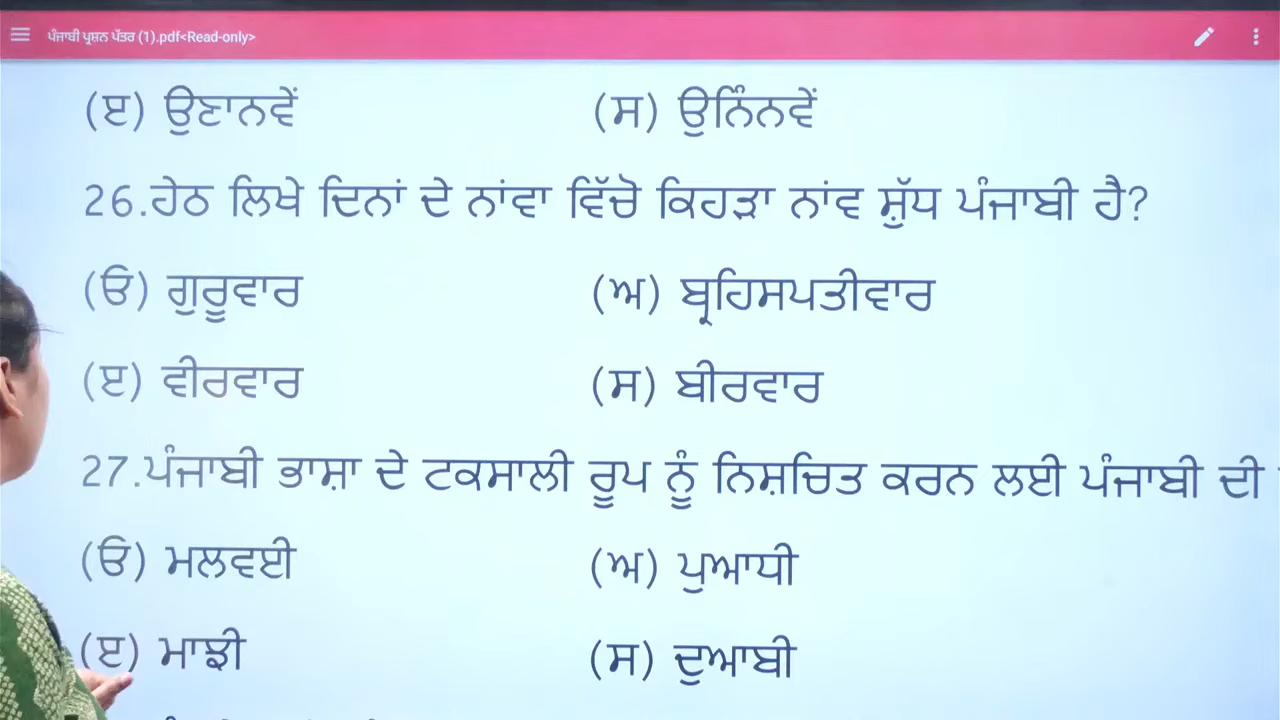 ਪੰਜਾਬੀ ਪ੍ਰਸ਼ਨ ਪੱਤਰ (1).pdf<Read-only>
(ੲ) ਉਣਾਨਵੇਂ (ਸ) ਉਨਿੰਨਵੇਂ
26.ਹੇਠ ਲਿਖੇ ਦਿਨਾਂ ਦੇ ਨਾਂਵਾ ਵਿੱਚੋ ਕਿਹੜਾ ਨਾਂਵ ਸ਼ੁੱਧ ਪੰਜਾਬੀ ਹੈ?
(ਓ) ਗੁਰੂਵਾਰ (ਅ) ਬ੍ਰਹਿਸਪਤੀਵਾਰ
(ੲ) ਵੀਰਵਾਰ (ਸ) ਬੀਰਵਾਰ
27.ਪੰਜਾਬੀ ਭਾਸ਼ਾ ਦੇ ਟਕਸਾਲੀ ਰੂਪ ਨੂੰ ਨਿਸ਼ਚਿਤ ਕਰਨ ਲਈ ਪੰਜਾਬੀ ਦੀ
(ਓ) ਮਲਵਈ (ਅ) ਪੁਆਧੀ
(ੲ) ਮਾਝੀ (ਸ) ਦੁਆਬੀ